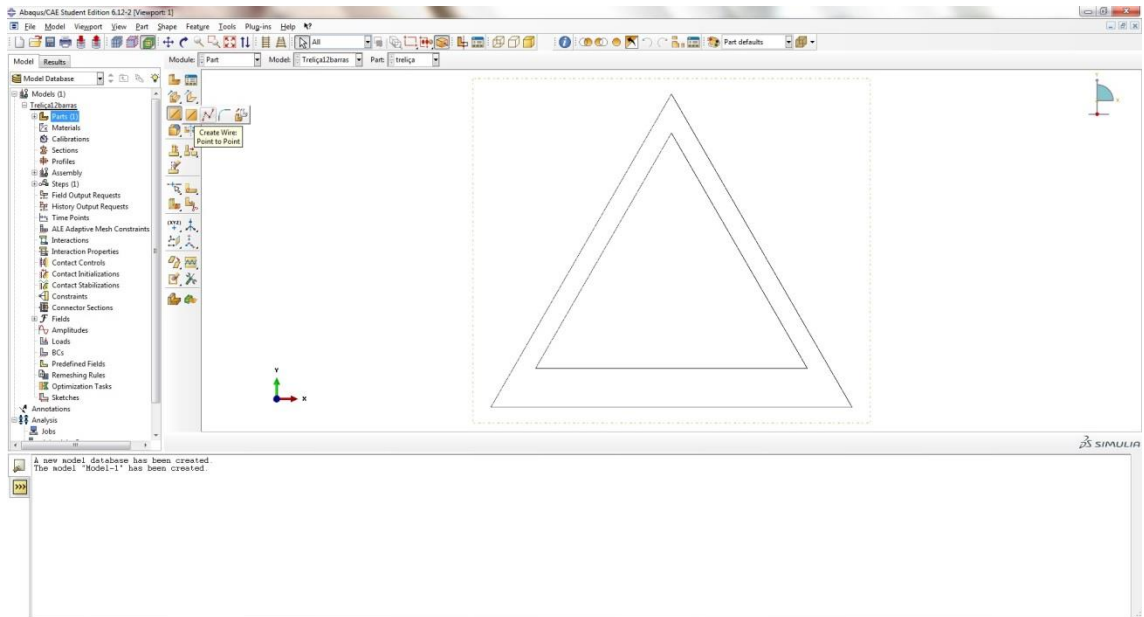 Abaqus/CAE Student Edition 6.12-2 [Viewport: 1]
File Model Viewport View Part Shape Feature Tools Plug-ins Help
All
Part defaults
Model Results
Module: Part Model: Treliça12barras Part: treliça
Model Database
Models (1)
Treliça12barras
Parts (1)
Materials
Calibrations
Sections
Profiles
Assembly
Steps (1)
Field Output Requests
History Output Requests
Time Points
ALE Adaptive Mesh Constraints
Interactions
Interaction Properties
Contact Controls
Contact Initializations
Contact Stabilizations
Constraints
Connector Sections
Fields
Amplitudes
Loads
BCs
Predefined Fields
Remeshing Rules
Optimization Tasks
Sketches
Annotations
Analysis
Jobs
Create Wire:
Point to Point
(XYZ)
Y
X
SIMULIA
A new model database has been created.
The model "Model-1" has been created.
>>>